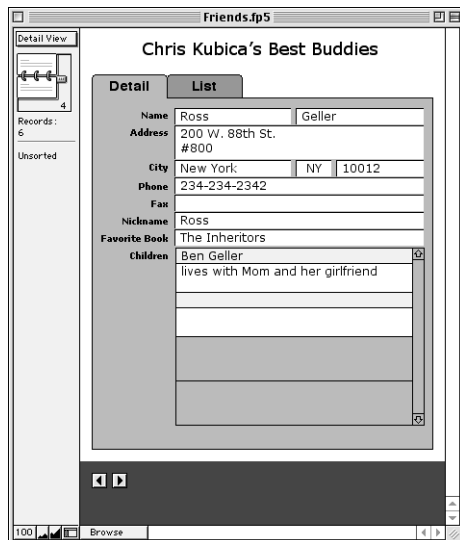 Friends.fp5
Detail View
4
Records:
6
Unsorted
Chris Kubica's Best Buddies
Detail
List
Name Ross Geller
Address 200 W. 88th St.
#800
City New York NY 10012
Phone 234-234-2342
Fax
Nickname Ross
Favorite Book The Inheritors
Children Ben Geller
lives with Mom and her girlfriend
100 Browse